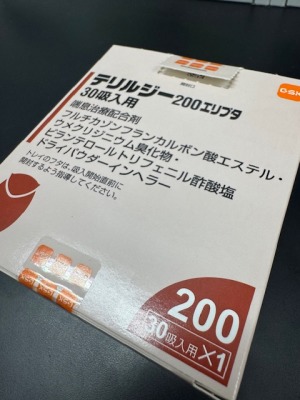 GSK
テリルジー200エリプタ
30吸入用
喘息治療配合剤
フルチカゾンフランカルボン酸エステル・
ウメクリジニウム臭化物・
ビランテロールトリフェニル酢酸塩
ドライパウダーインヘラー
トレイのフタは、吸入開始直前に
開封するよう指導してください。
200
30吸入用×1